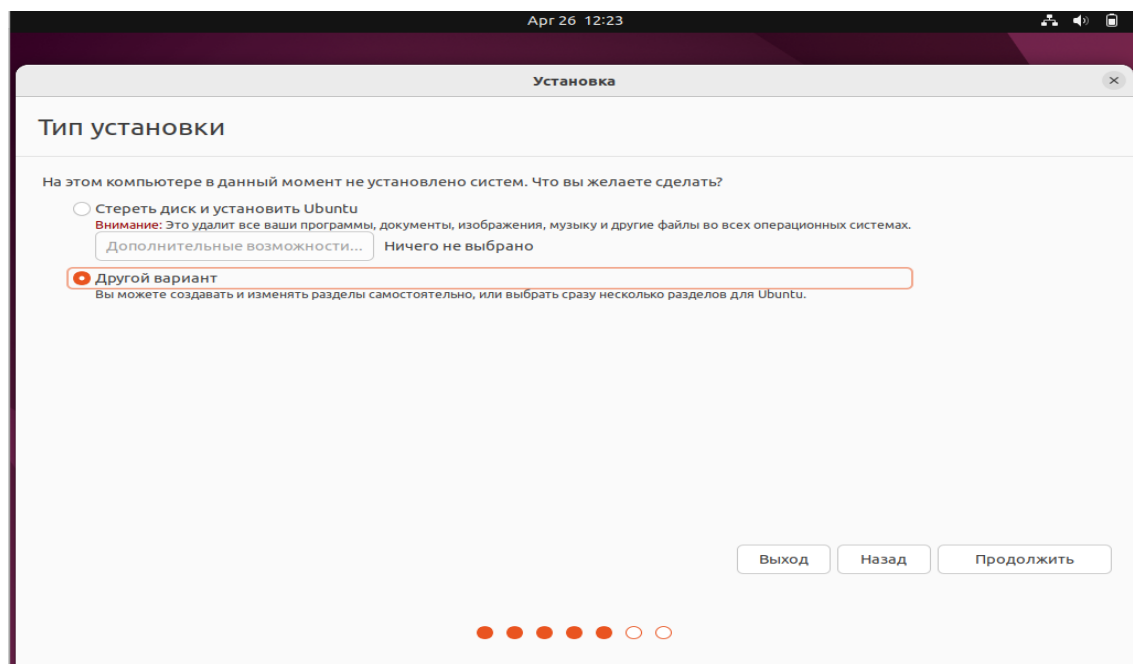 Apr 26 12:23
Установка
Тип установки
На этом компьютере в данный момент не установлено систем. Что вы желаете сделать?
Стереть диск и установить Ubuntu
Внимание: Это удалит все ваши программы, документы, изображения, музыку и другие файлы во всех операционных системах.
Дополнительные возможности... Ничего не выбрано
Другой вариант
Вы можете создавать и изменять разделы самостоятельно, или выбрать сразу несколько разделов для Ubuntu.
Выход Назад Продолжить